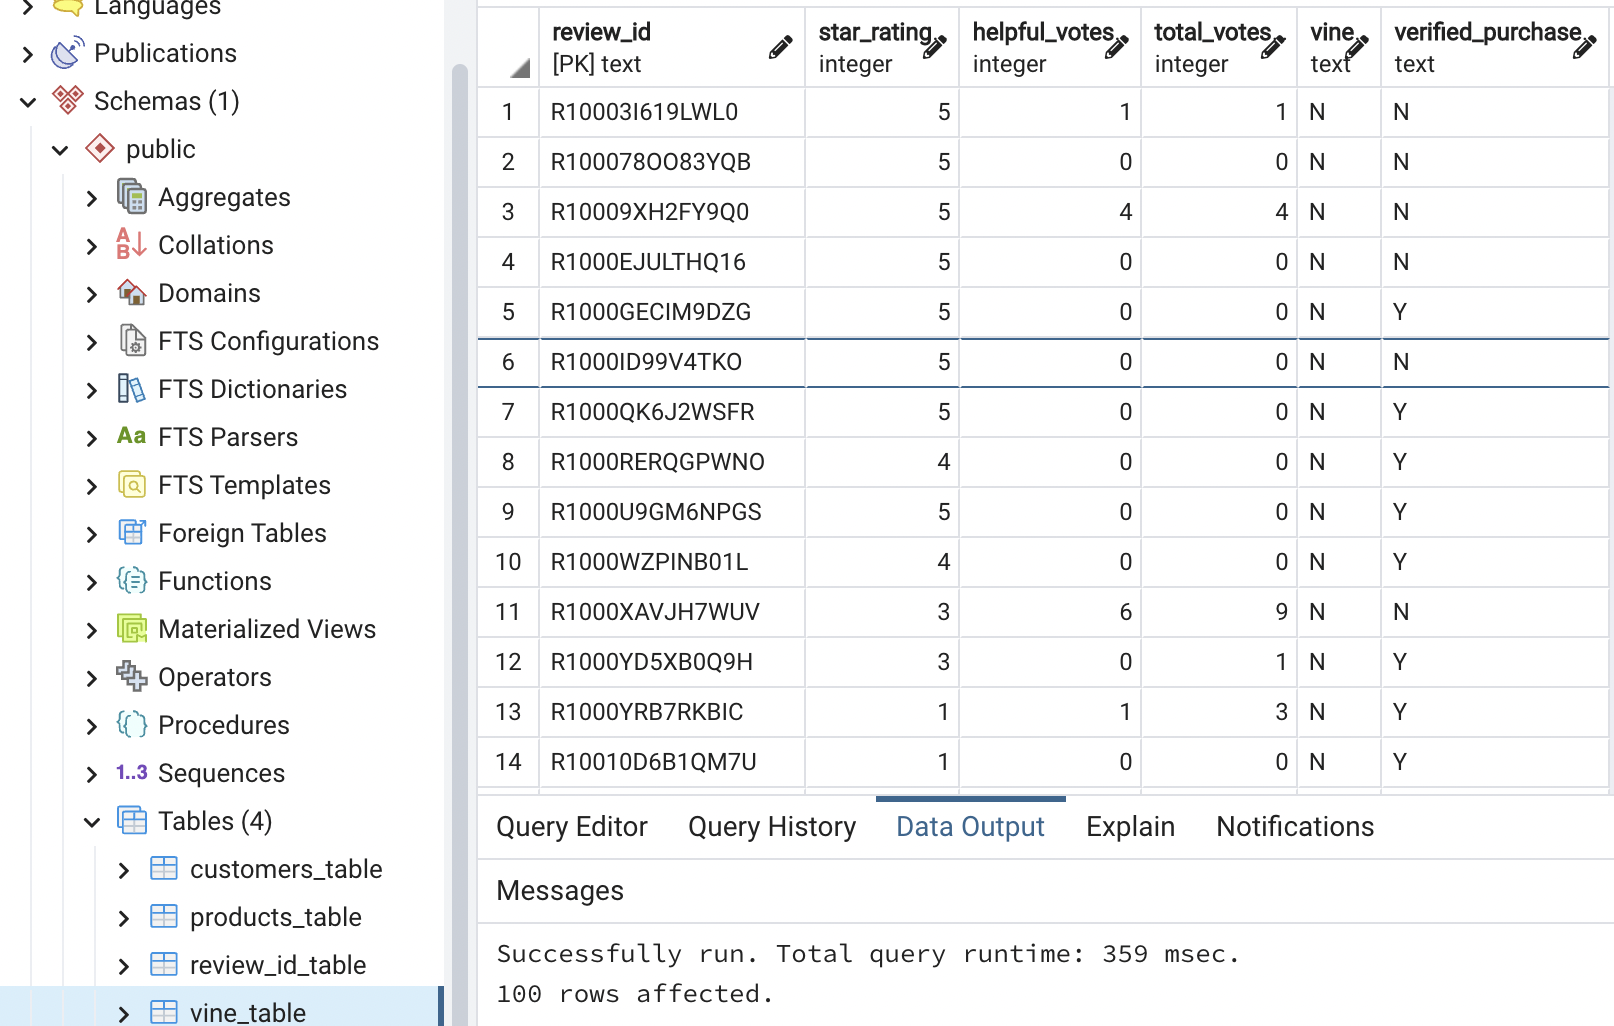 Languages
Publications
Schemas (1)
public
Aggregates
Collations
Domains
FTS Configurations
FTS Dictionaries
Aa FTS Parsers
FTS Templates
Foreign Tables
Functions
Materialized Views
Operators
Procedures
1..3 Sequences
Tables (4)
customers_table
products_table
review_id_table
vine_table
review_id star_rating helpful_votes total_votes vine verified_purchase
[PK] text integer integer integer text text
1 R10003I619LWL0 5 1 1 N N
2 R100078OO83YQB 5 0 0 N N
3 R10009XH2FY9Q0 5 4 4 N N
4 R1000EJULTHQ16 5 0 0 N N
5 R1000GECIM9DZG 5 0 0 N Y
6 R1000ID99V4TKO 5 0 0 N N
7 R1000QK6J2WSFR 5 0 0 N Y
8 R1000RERQGPWNO 4 0 0 N Y
9 R1000U9GM6NPGS 5 0 0 N Y
10 R1000WZPINB01L 4 0 0 N Y
11 R1000XAVJH7WUV 3 6 9 N N
12 R1000YD5XB0Q9H 3 0 1 N Y
13 R1000YRB7RKBIC 1 1 3 N Y
14 R10010D6B1QM7U 1 0 0 N Y
Query Editor Query History Data Output Explain Notifications
Messages
Successfully run. Total query runtime: 359 msec.
100 rows affected.